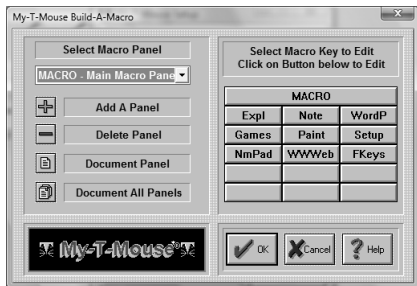 My-T-Mouse Build-A-Macro
Select Macro Panel
MACRO - Main Macro Pane
Add A Panel
Delete Panel
Document Panel
Document All Panels
My-T-Mouse®
Select Macro Key to Edit
Click on Button below to Edit
MACRO
Expl Note WordP
Games Paint Setup
NmPad WWWeb FKeys
OK Cancel Help